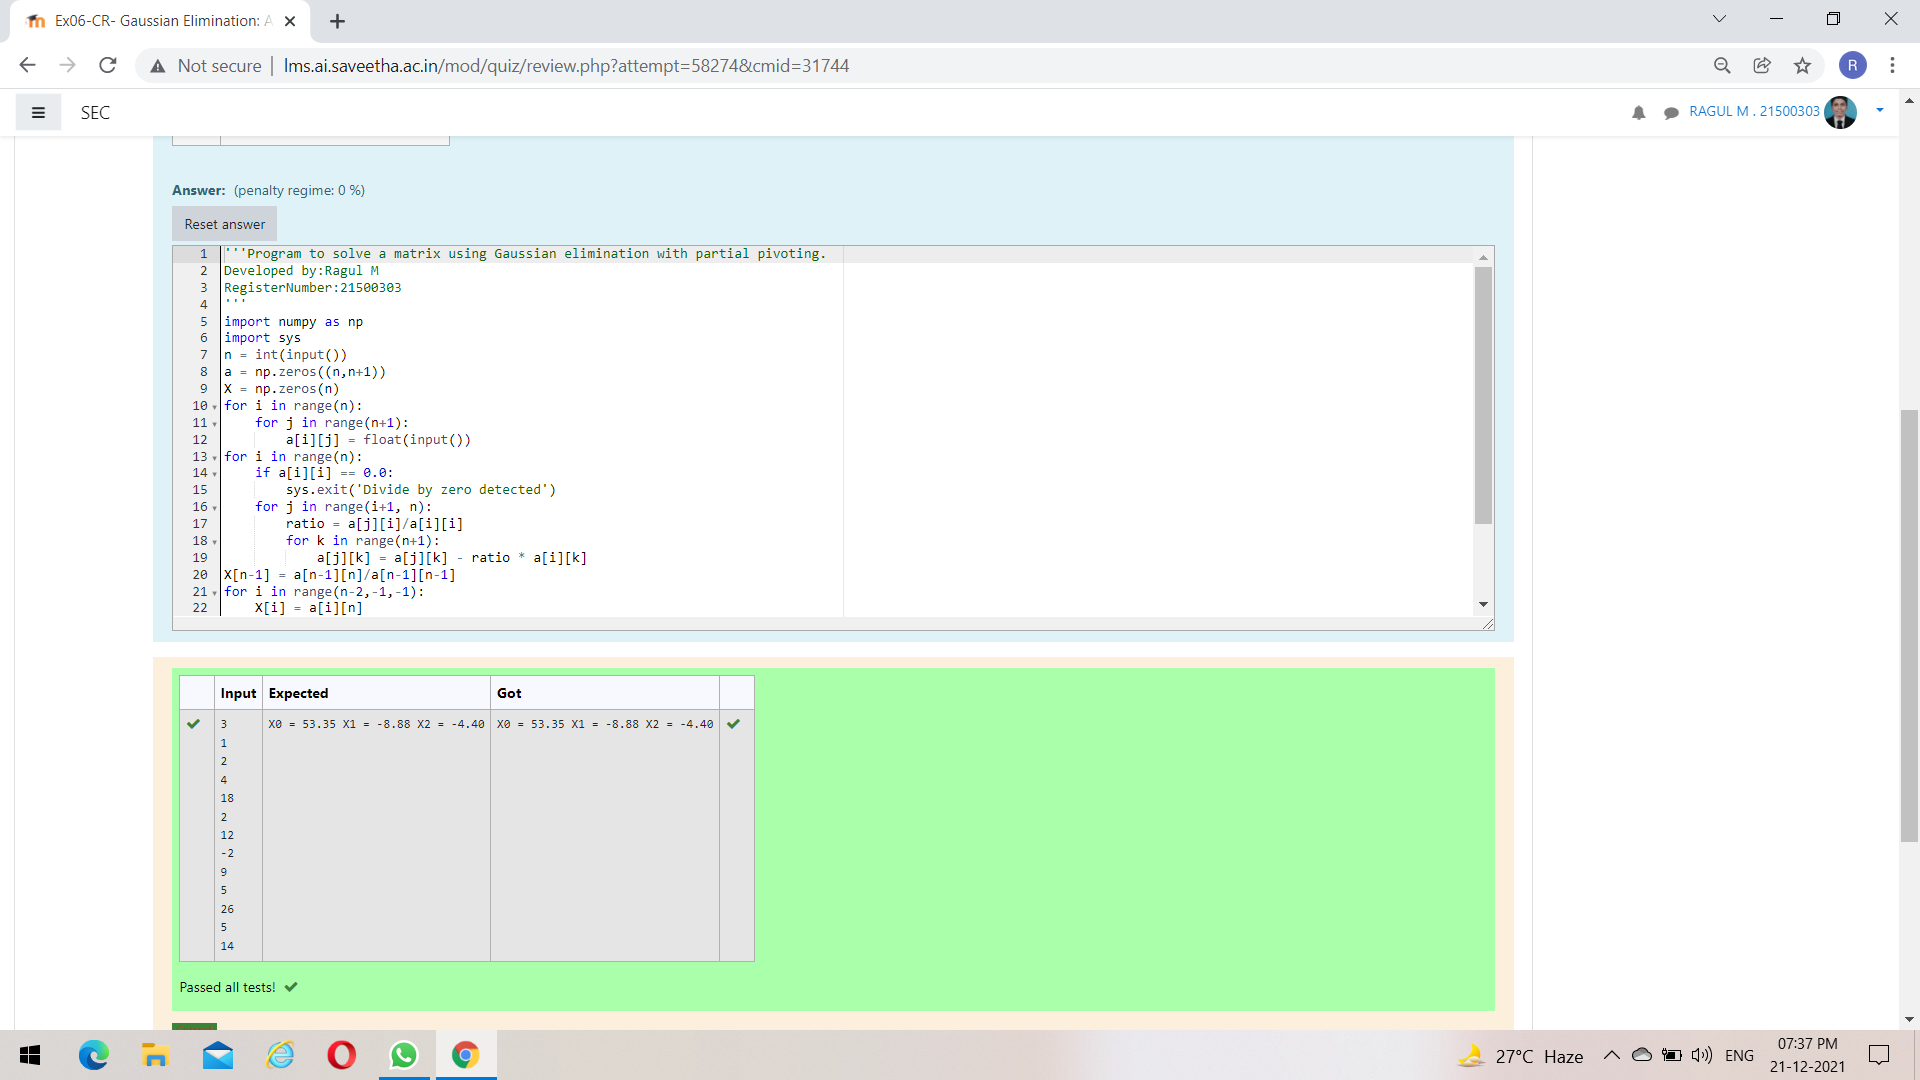 Ex06-CR- Gaussian Elimination: A
Not secure | lms.ai.saveetha.ac.in/mod/quiz/review.php?attempt=58274&cmid=31744
R
SEC
RAGUL M . 21500303
Answer: (penalty regime: 0 %)
Reset answer
1 '''Program to solve a matrix using Gaussian elimination with partial pivoting.
2 Developed by:Ragul M
3 RegisterNumber:21500303
4 '''
5 import numpy as np
6 import sys
7 n = int(input())
8 a = np.zeros((n,n+1))
9 X = np.zeros(n)
10 for i in range(n):
11     for j in range(n+1):
12         a[i][j] = float(input())
13 for i in range(n):
14     if a[i][i] == 0.0:
15         sys.exit('Divide by zero detected')
16     for j in range(i+1, n):
17         ratio = a[j][i]/a[i][i]
18         for k in range(n+1):
19             a[j][k] = a[j][k] - ratio * a[i][k]
20 X[n-1] = a[n-1][n]/a[n-1][n-1]
21 for i in range(n-2,-1,-1):
22     X[i] = a[i][n]
Input Expected Got
3 X0 = 53.35 X1 = -8.88 X2 = -4.40 X0 = 53.35 X1 = -8.88 X2 = -4.40
1
2
4
18
2
12
-2
9
5
26
5
14
Passed all tests!
27°C Haze
ENG
07:37 PM
21-12-2021